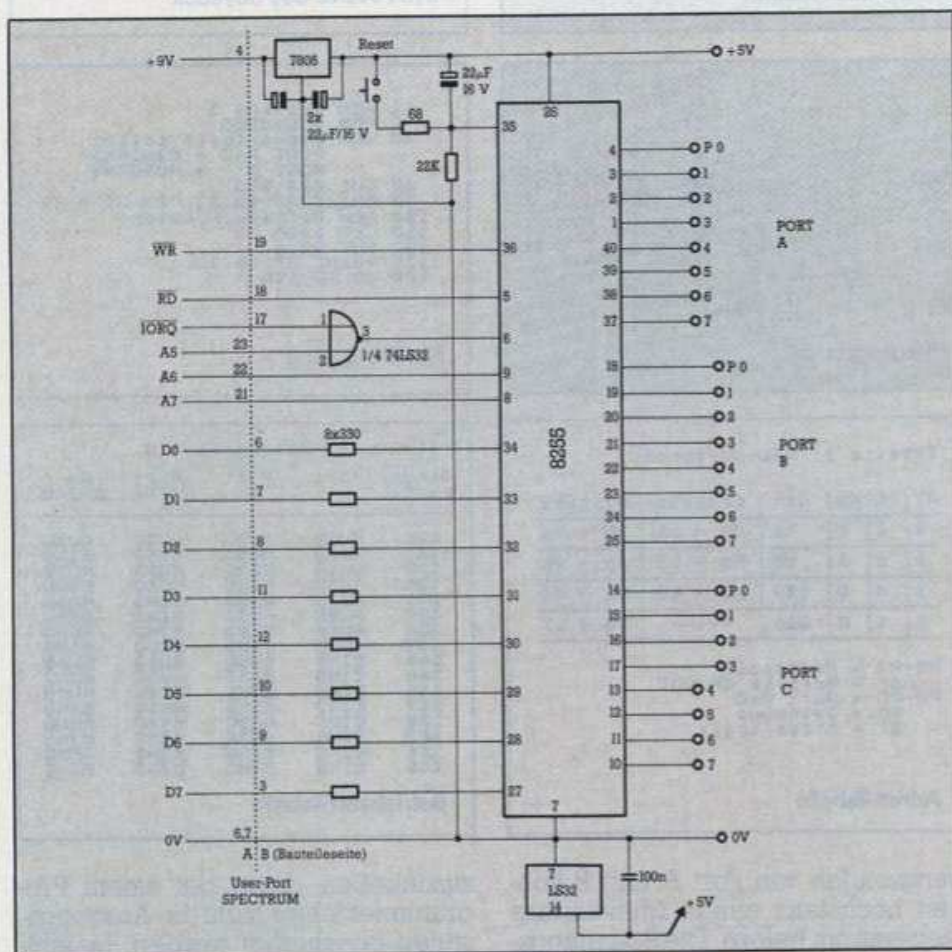 Reset
+9V 4 7805 +5V
22µF
16 V
2x
22µF/16 V
68
22K
26
35
4 P 0
3 1
2 2
1 3
40 4
39 5
38 6
37 7
PORT
A
WR 19 36
RD 18 5
IORQ 17 1 3 6
A5 23 2 1/4 74LS32
A6 22 9
A7 21 8
8255
18 P 0
19 1
20 2
21 3
22 4
23 5
24 6
25 7
PORT
B
8x330
D0 6 34
D1 7 33
D2 8 32
D3 11 31
D4 12 30
D5 10 29
D6 9 28
D7 3 27
14 P 0
15 1
16 2
17 3
13 4
12 5
11 6
10 7
PORT
C
7
0V 6,7 0V
A B (Bauteileseite)
User-Port
SPECTRUM
7
LS32
14
100n
+5V